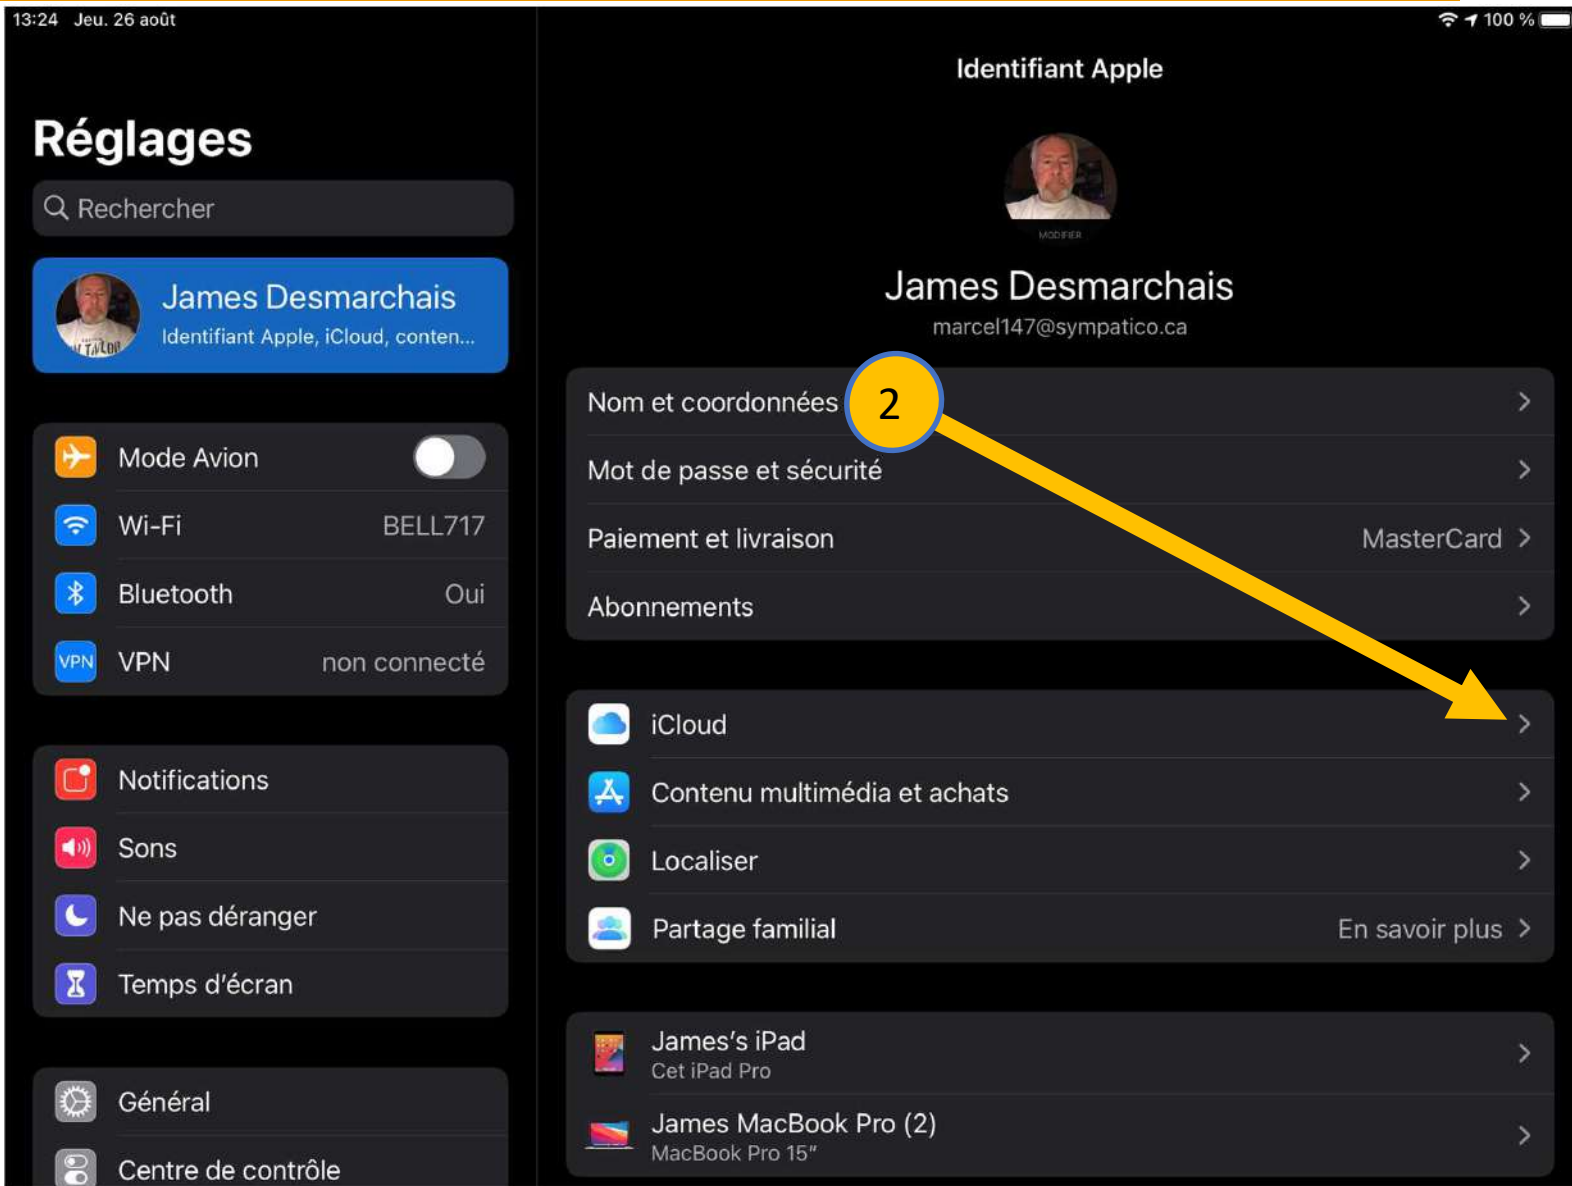 13:24 Jeu. 26 août
100 %
Réglages
Rechercher
James Desmarchais
Identifiant Apple, iCloud, conten...
Mode Avion
Wi-Fi BELL717
Bluetooth Oui
VPN VPN non connecté
Notifications
Sons
Ne pas déranger
Temps d'écran
Général
Centre de contrôle
Identifiant Apple
MODIFIER
James Desmarchais
marcel147@sympatico.ca
Nom et coordonnées
2
Mot de passe et sécurité
Paiement et livraison MasterCard
Abonnements
iCloud
Contenu multimédia et achats
Localiser
Partage familial En savoir plus
James's iPad
Cet iPad Pro
James MacBook Pro (2)
MacBook Pro 15"